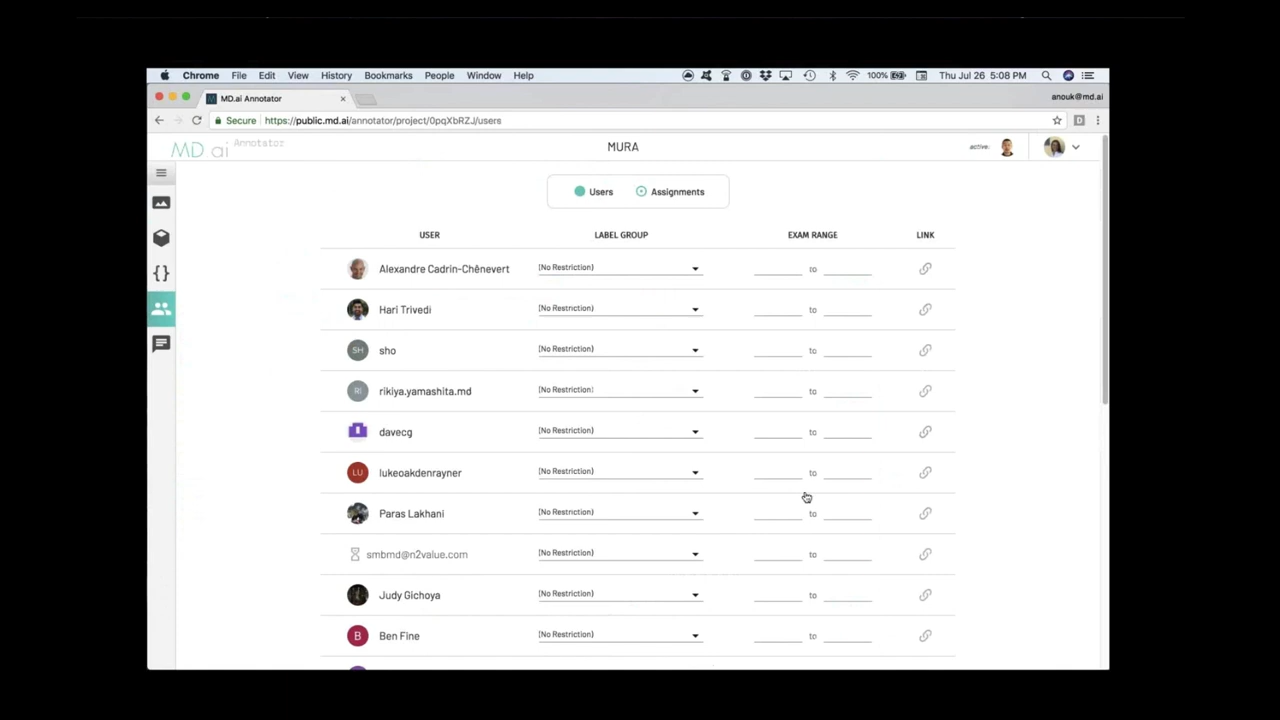 Chrome File Edit View History Bookmarks People Window Help 100% Thu Jul 26 5:08 PM
MD.ai Annotator anouk@md.ai
Secure https://public.md.ai/annotator/project/0pqXbRZJ/users
MD ai Annotator MURA active:
Users Assignments
USER LABEL GROUP EXAM RANGE LINK
Alexandre Cadrin-Chênevert (No Restriction) to
Hari Trivedi (No Restriction) to
SH sho (No Restriction) to
RI rikiya.yamashita.md (No Restriction) to
davecg (No Restriction) to
LU lukeoakdenrayner (No Restriction) to
Paras Lakhani (No Restriction) to
smbmd@n2value.com (No Restriction) to
Judy Gichoya (No Restriction) to
B Ben Fine (No Restriction) to